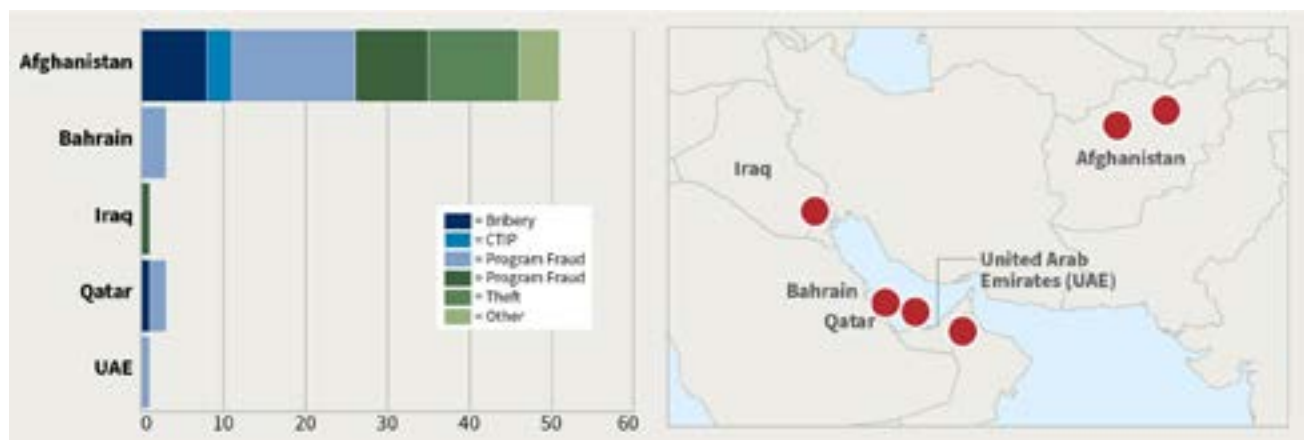 Afghanistan
Bahrain
Iraq
Qatar
UAE
0 10 20 30 40 50 60
= Bribery
= CTIP
= Program Fraud
= Program Fraud
= Theft
= Other
Iraq
Afghanistan
United Arab
Emirates (UAE)
Bahrain
Qatar